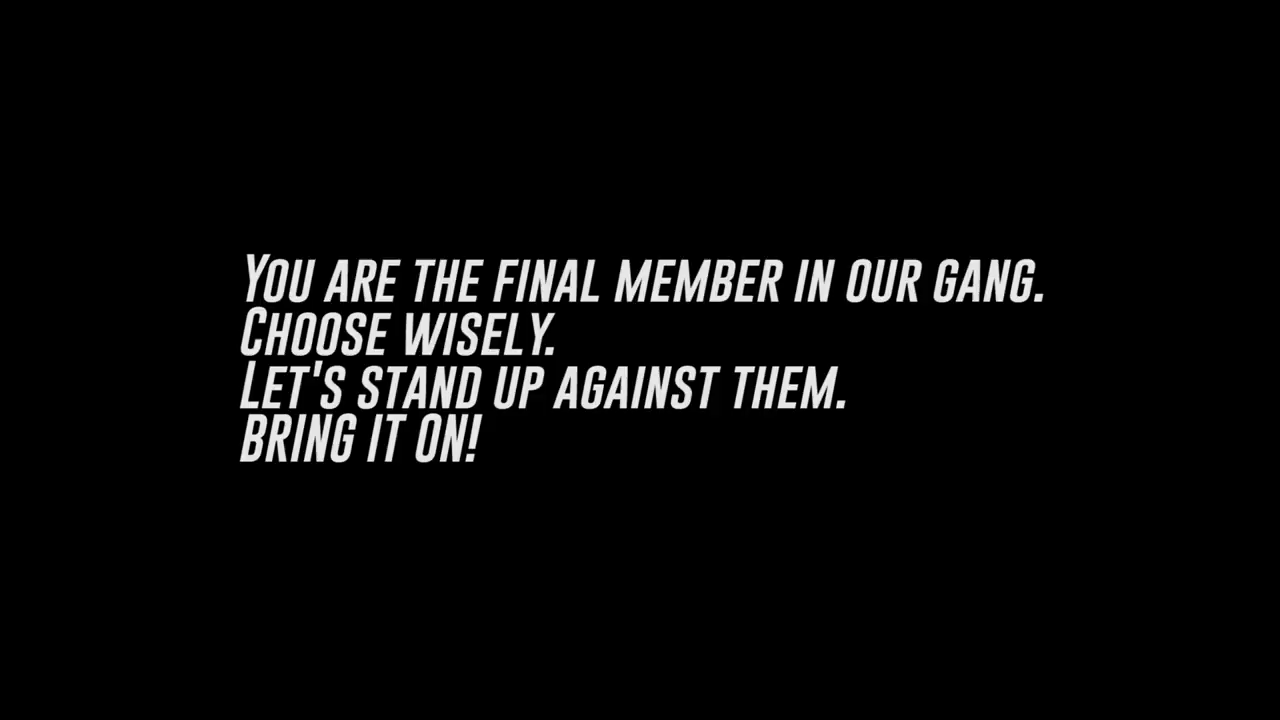 You are the final member in our gang.
Choose wisely.
Let's stand up against them.
BRING IT ON!